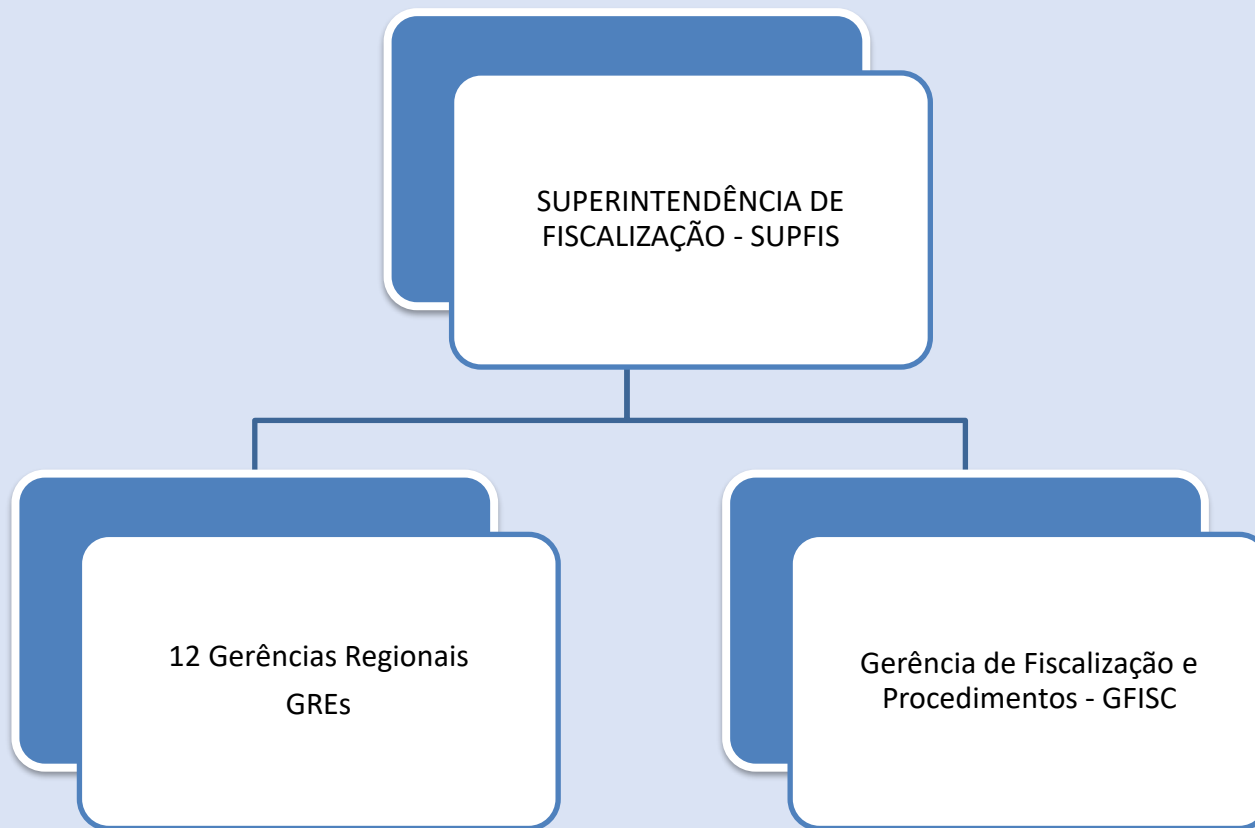 SUPERINTENDÊNCIA DE
FISCALIZAÇÃO - SUPFIS
12 Gerências Regionais
GREs
Gerência de Fiscalização e
Procedimentos - GFISC